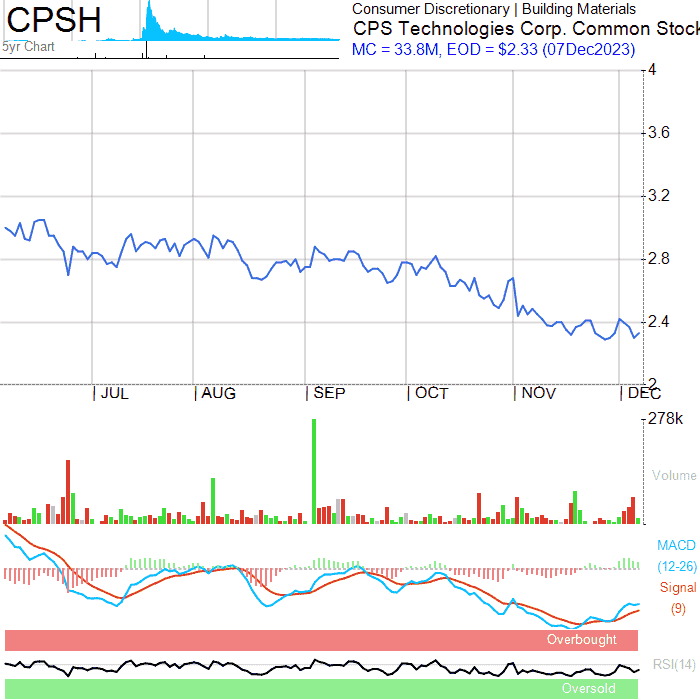 CPSH
5yr Chart
Consumer Discretionary | Building Materials
CPS Technologies Corp. Common Stock
MC = 33.8M, EOD = $2.33 (07Dec2023)
4
3.6
3.2
2.8
2.4
2
JUL AUG SEP OCT NOV DEC
278k
Volume
MACD
(12-26)
Signal
(9)
Overbought
RSI(14)
Oversold